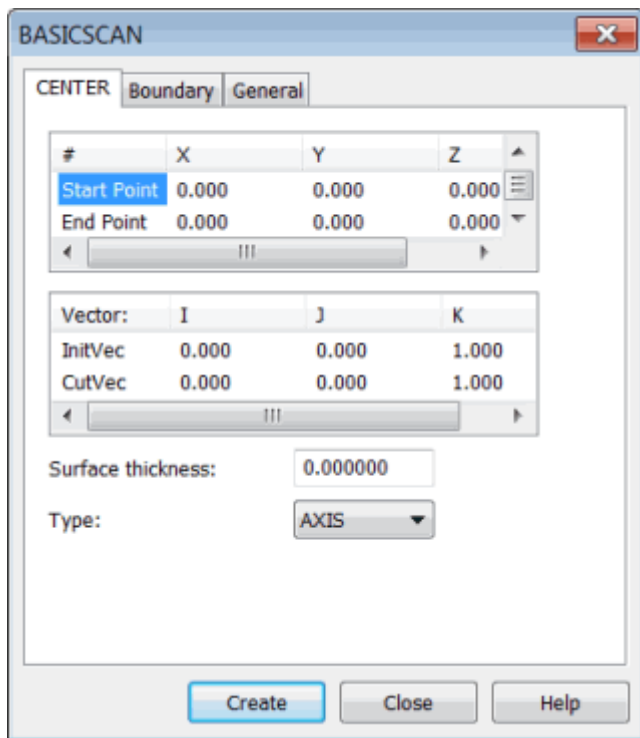 BASICSCAN
CENTER Boundary General
# X Y Z
Start Point 0.000 0.000 0.000
End Point 0.000 0.000 0.000
Vector: I J K
InitVec 0.000 0.000 1.000
CutVec 0.000 0.000 1.000
Surface thickness: 0.000000
Type: AXIS
Create Close Help